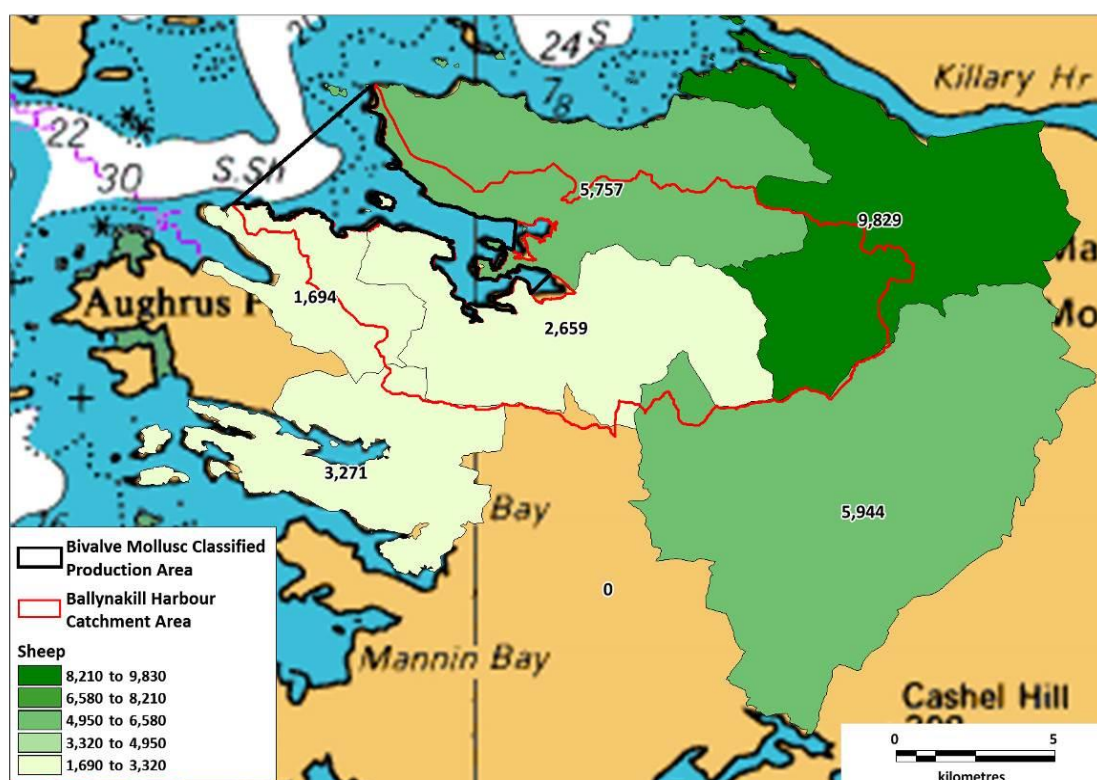 20
24
S
7
8
Killary Hr
22
30
S.Sh
5,757
9,829
Ma
Aughrus P
1,694
2,659
Mo
3,271
Bay
5,944
0
Mannin Bay
Cashel Hill
Bivalve Mollusc Classified
Production Area
Ballynakill Harbour
Catchment Area
Sheep
8,210 to 9,830
6,580 to 8,210
4,950 to 6,580
3,320 to 4,950
1,690 to 3,320
0 5
kilometres